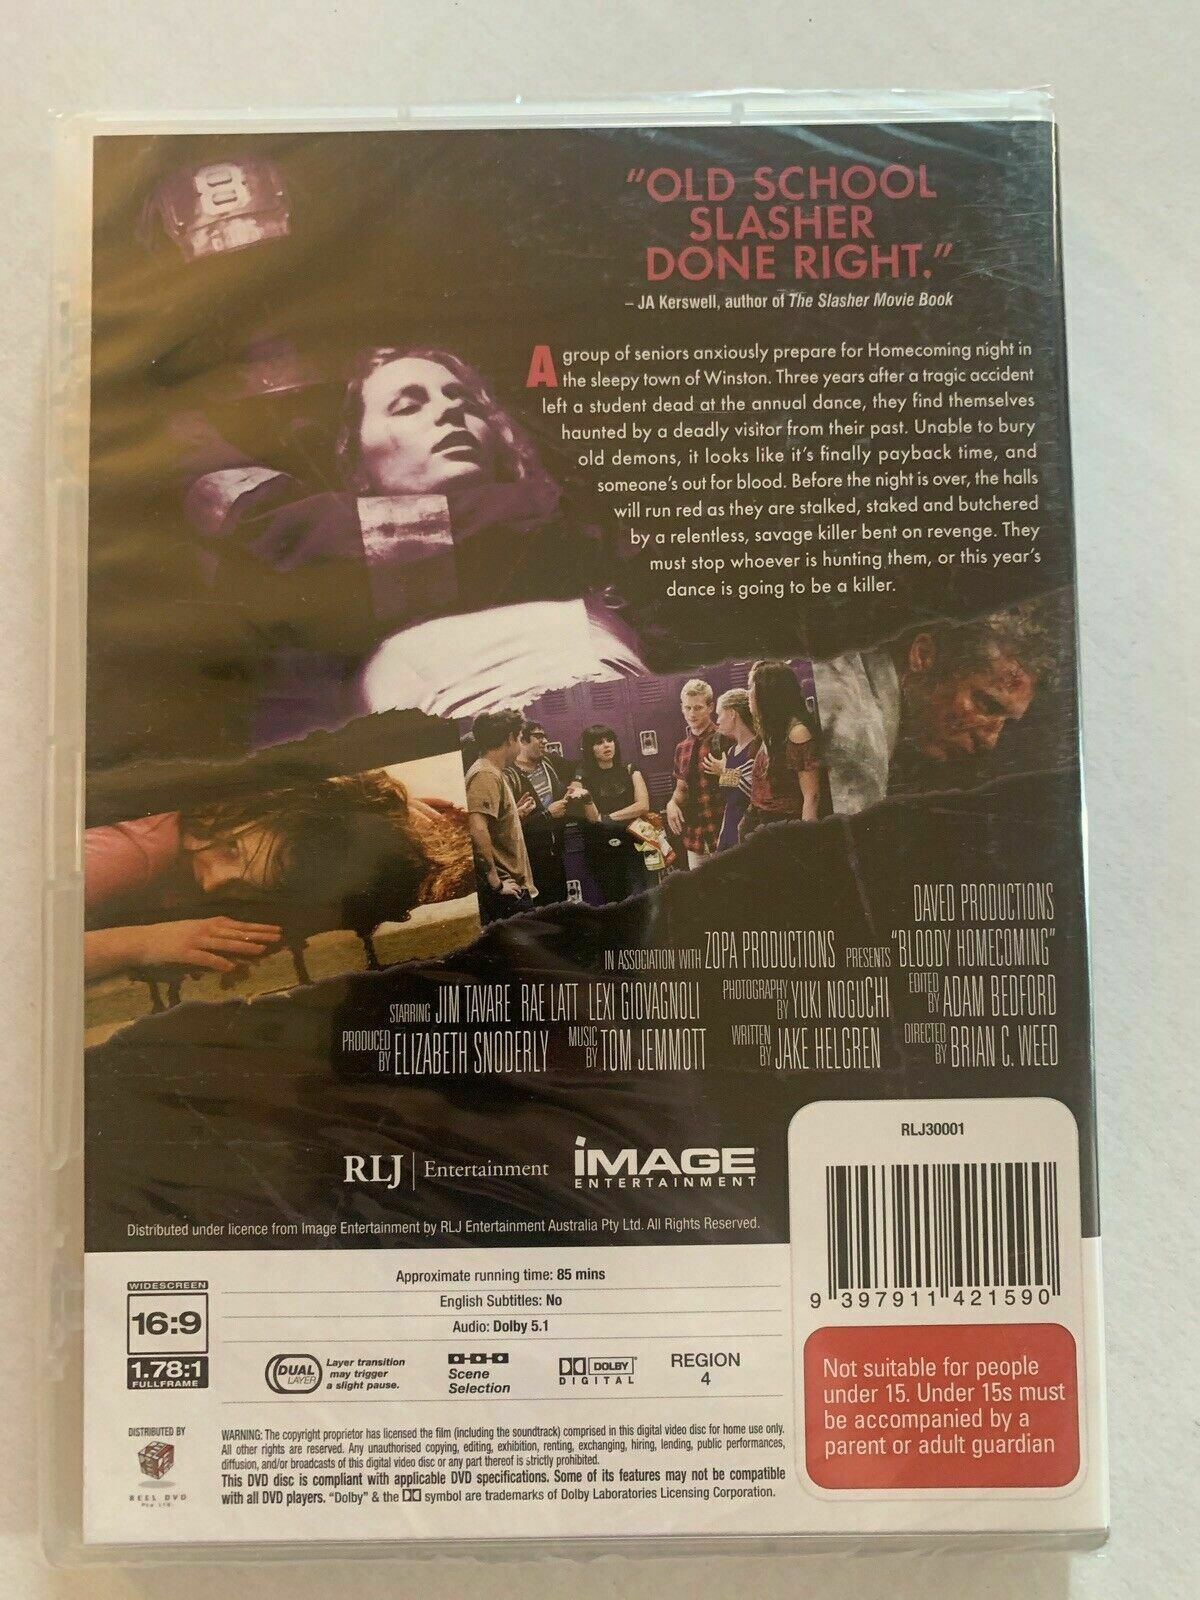 8
"OLD SCHOOL
SLASHER
DONE RIGHT."
– JA Kerswell, author of The Slasher Movie Book
A group of seniors anxiously prepare for Homecoming night in
the sleepy town of Winston. Three years after a tragic accident
left a student dead at the annual dance, they find themselves
haunted by a deadly visitor from their past. Unable to bury
old demons, it looks like it's finally payback time, and
someone's out for blood. Before the night is over, the halls
will run red as they are stalked, staked and butchered
by a relentless, savage killer bent on revenge. They
must stop whoever is hunting them, or this year's
dance is going to be a killer.
DAVED PRODUCTIONS
IN ASSOCIATION WITH ZOPA PRODUCTIONS PRESENTS "BLOODY HOMECOMING"
STARRING JIM TAVARE RAE LATT LEXI GIOVAGNOLI PHOTOGRAPHY BY YUKI NOGUCHI EDITED BY ADAM BEDFORD
PRODUCED BY ELIZABETH SNODERLY MUSIC BY TOM JEMMOTT WRITTEN BY JAKE HELGREN DIRECTED BY BRIAN C. WEED
RLJ Entertainment
IMAGE
ENTERTAINMENT
Distributed under licence from Image Entertainment by RLJ Entertainment Australia Pty Ltd. All Rights Reserved.
RLJ30001
9 397911 421590
WIDESCREEN
16:9
1.78:1
FULLFRAME
Approximate running time: 85 mins
English Subtitles: No
Audio: Dolby 5.1
DUAL
LAYER
Layer transition
may trigger
a slight pause.
Scene
Selection
DOLBY
DIGITAL
REGION
4
Not suitable for people
under 15. Under 15s must
be accompanied by a
parent or adult guardian
DISTRIBUTED BY
REEL DVD
Pty Ltd.
WARNING: The copyright proprietor has licensed the film (including the soundtrack) comprised in this digital video disc for home use only.
All other rights are reserved. Any unauthorised copying, editing, exhibition, renting, exchanging, hiring, lending, public performances,
diffusion, and/or broadcasts of this digital video disc or any part thereof is strictly prohibited.
This DVD disc is compliant with applicable DVD specifications. Some of its features may not be compatible
with all DVD players. "Dolby" & the symbol are trademarks of Dolby Laboratories Licensing Corporation.